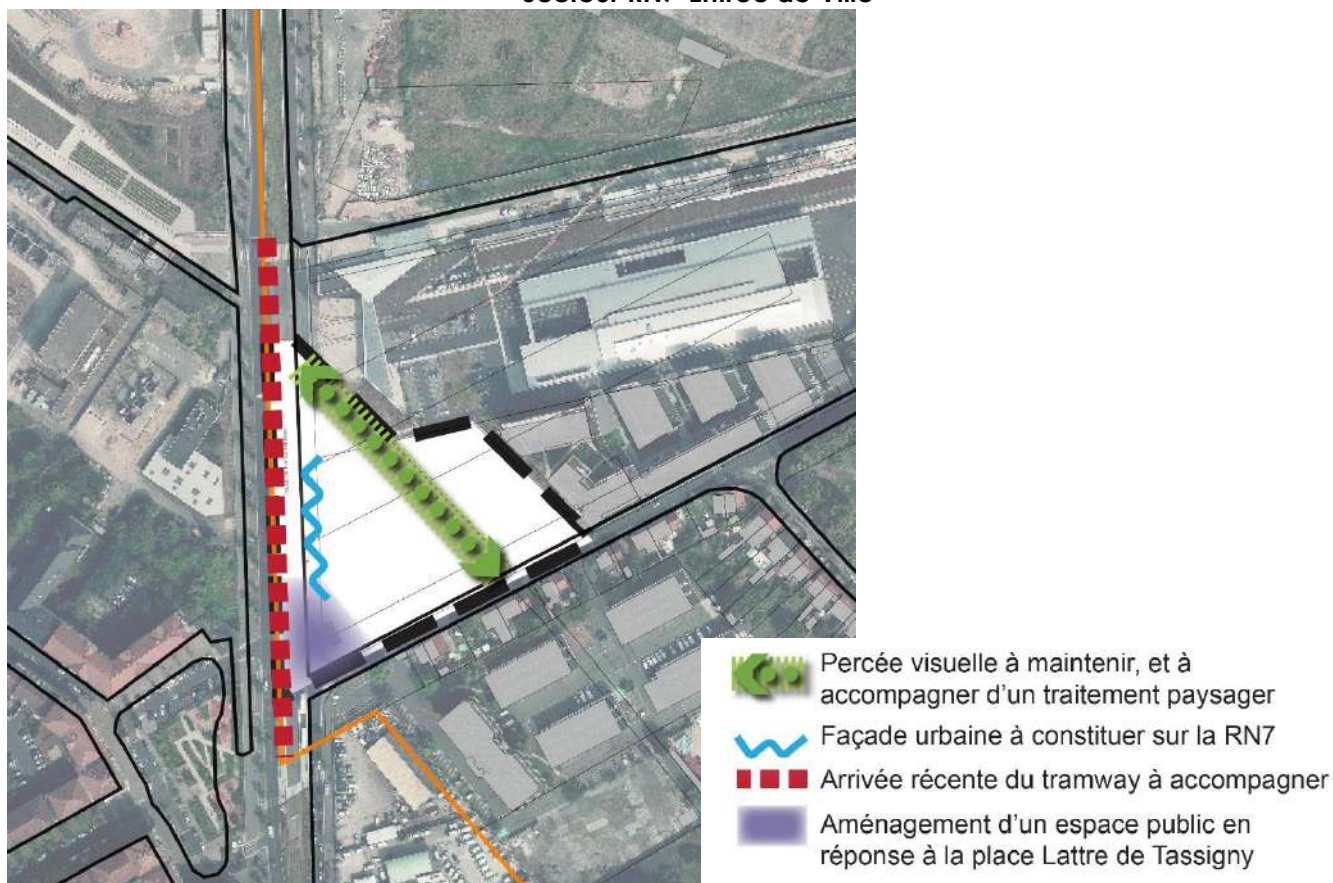 Percée visuelle à maintenir, et à
accompagner d'un traitement paysager
Façade urbaine à constituer sur la RN7
Arrivée récente du tramway à accompagner
Aménagement d'un espace public en
réponse à la place Lattre de Tassigny